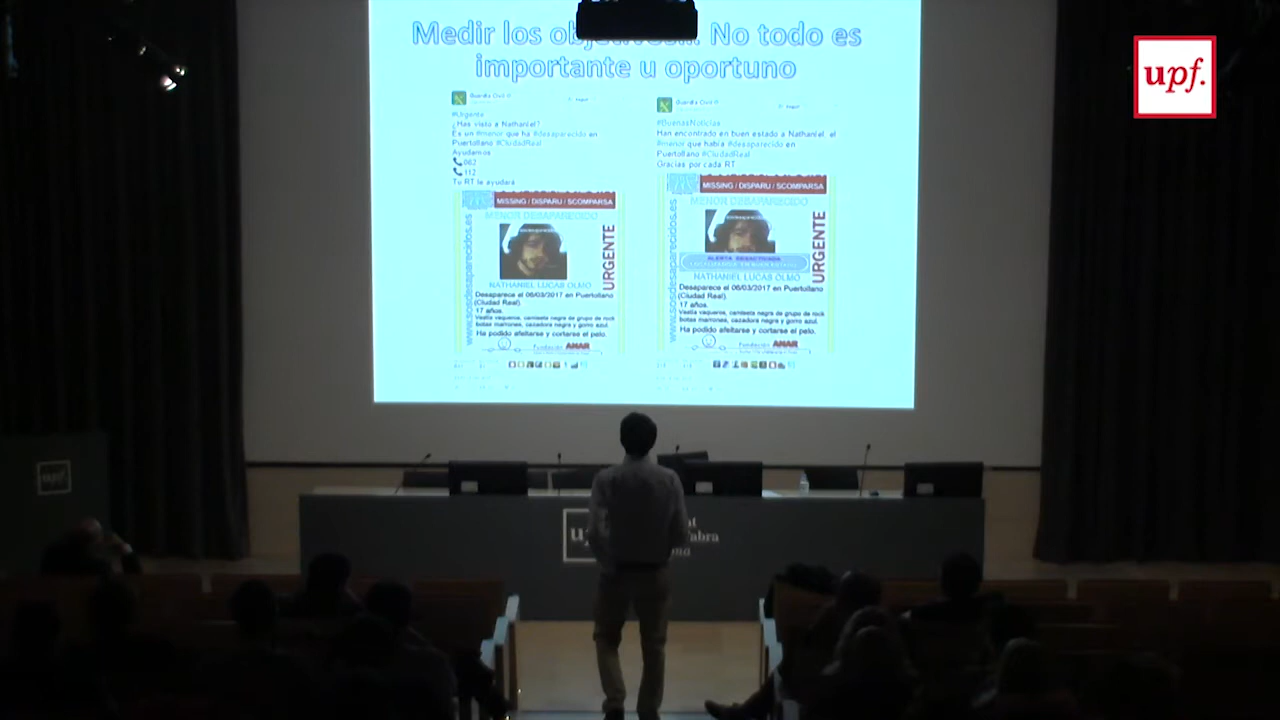 Medir los objetivos... No todo es
importante u oportuno
Guardia Civil
#Urgente
¿Has visto a Nathaniel?
Es un #menor que ha #desaparecido en
Puertollano #CiudadReal
Ayudamos
062
112
Tu RT le ayudará
MISSING / DISPARU / SCOMPARSA
MENOR DESAPARECIDO
www.sosdesaparecidos.es
URGENTE
NATHANIEL LUCAS OLMO
Desaparece el 06/03/2017 en Puertollano
(Ciudad Real).
17 años.
Vestía vaqueros, camiseta negra de grupo de rock
botas marrones, cazadora negra y gorro azul.
Ha podido afeitarse y cortarse el pelo.
Fundación ANAR
Guardia Civil
#BuenasNoticias
Han encontrado en buen estado a Nathaniel, el
#menor que había #desaparecido en
Puertollano #CiudadReal
Gracias por cada RT
MISSING / DISPARU / SCOMPARSA
MENOR DESAPARECIDO
www.sosdesaparecidos.es
URGENTE
ALERTA DESACTIVADA
NATHANIEL LUCAS OLMO
Desaparece el 06/03/2017 en Puertollano
(Ciudad Real).
17 años.
Vestía vaqueros, camiseta negra de grupo de rock
botas marrones, cazadora negra y gorro azul.
Ha podido afeitarse y cortarse el pelo.
Fundación ANAR
upf.
upf.